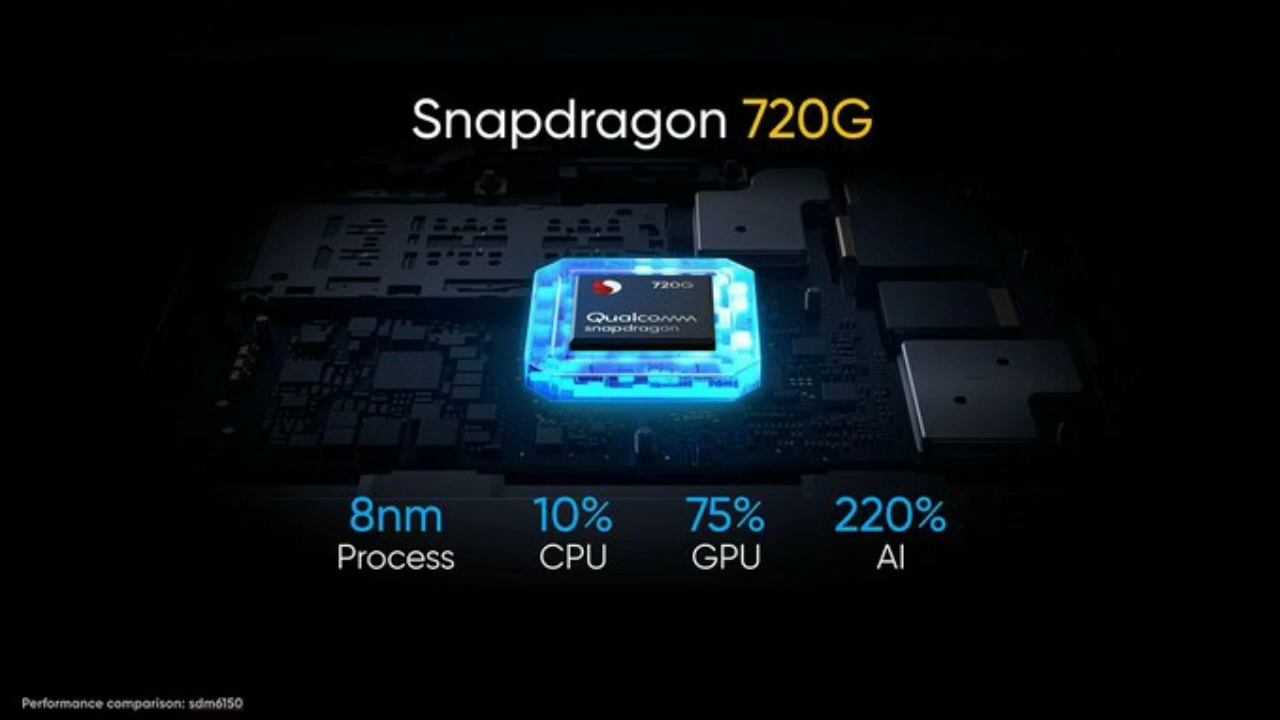 Snapdragon 720G
720G
Qualcomm
snapdragon
8nm 10% 75% 220%
Process CPU GPU AI
Performance comparison: sdm6150